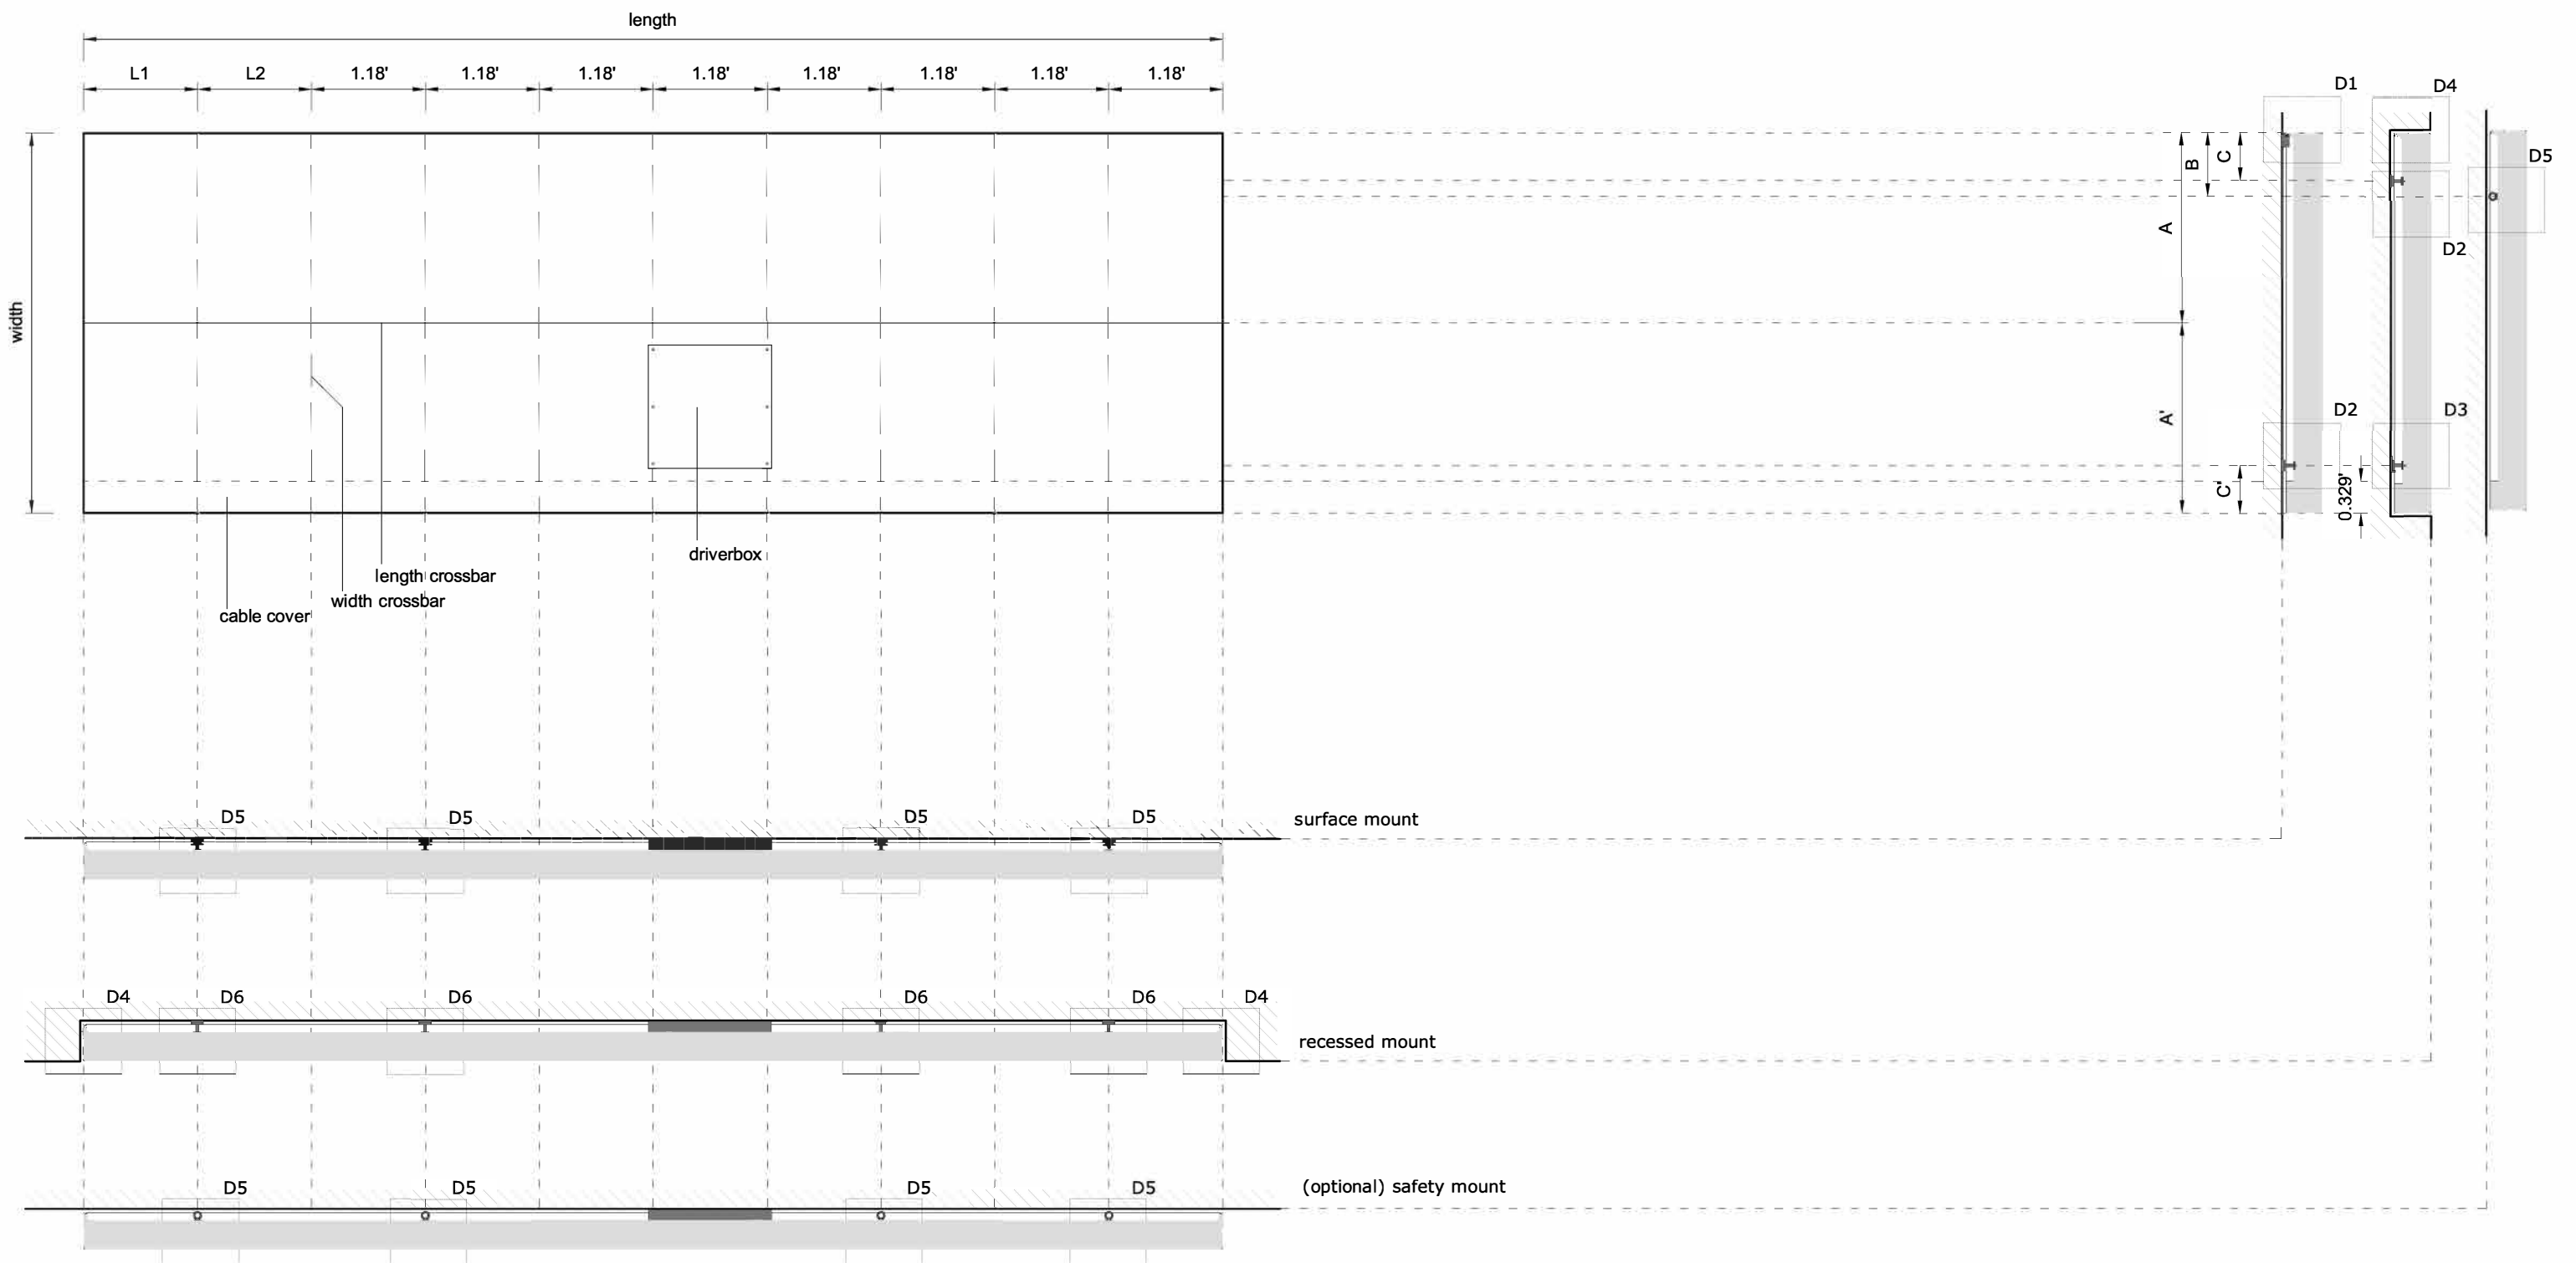 length
L1 L2 1.18' 1.18' 1.18' 1.18' 1.18' 1.18' 1.18' 1.18'
D1 D4
B C D5
A
D2
width
A' D2 D3
C' 0.329'
driverbox
length crossbar
width crossbar
cable cover
D5 D5 D5 D5 surface mount
D4 D6 D6 D6 D6 D4
recessed mount
D5 D5 D5 D5 (optional) safety mount